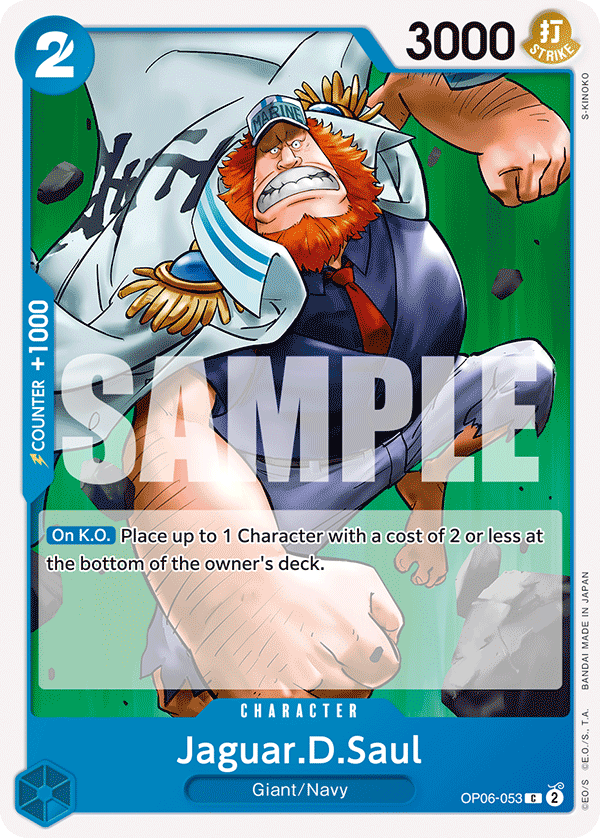 2
3000
打
STRIKE
S-KINOKO
MARINE
COUNTER +1000
SAMPLE
On K.O. Place up to 1 Character with a cost of 2 or less at
the bottom of the owner's deck.
CHARACTER
Jaguar.D.Saul
Giant/Navy
OP06-053 C 2
©EO/S ©E.O./S., T.A. BANDAI MADE IN JAPAN